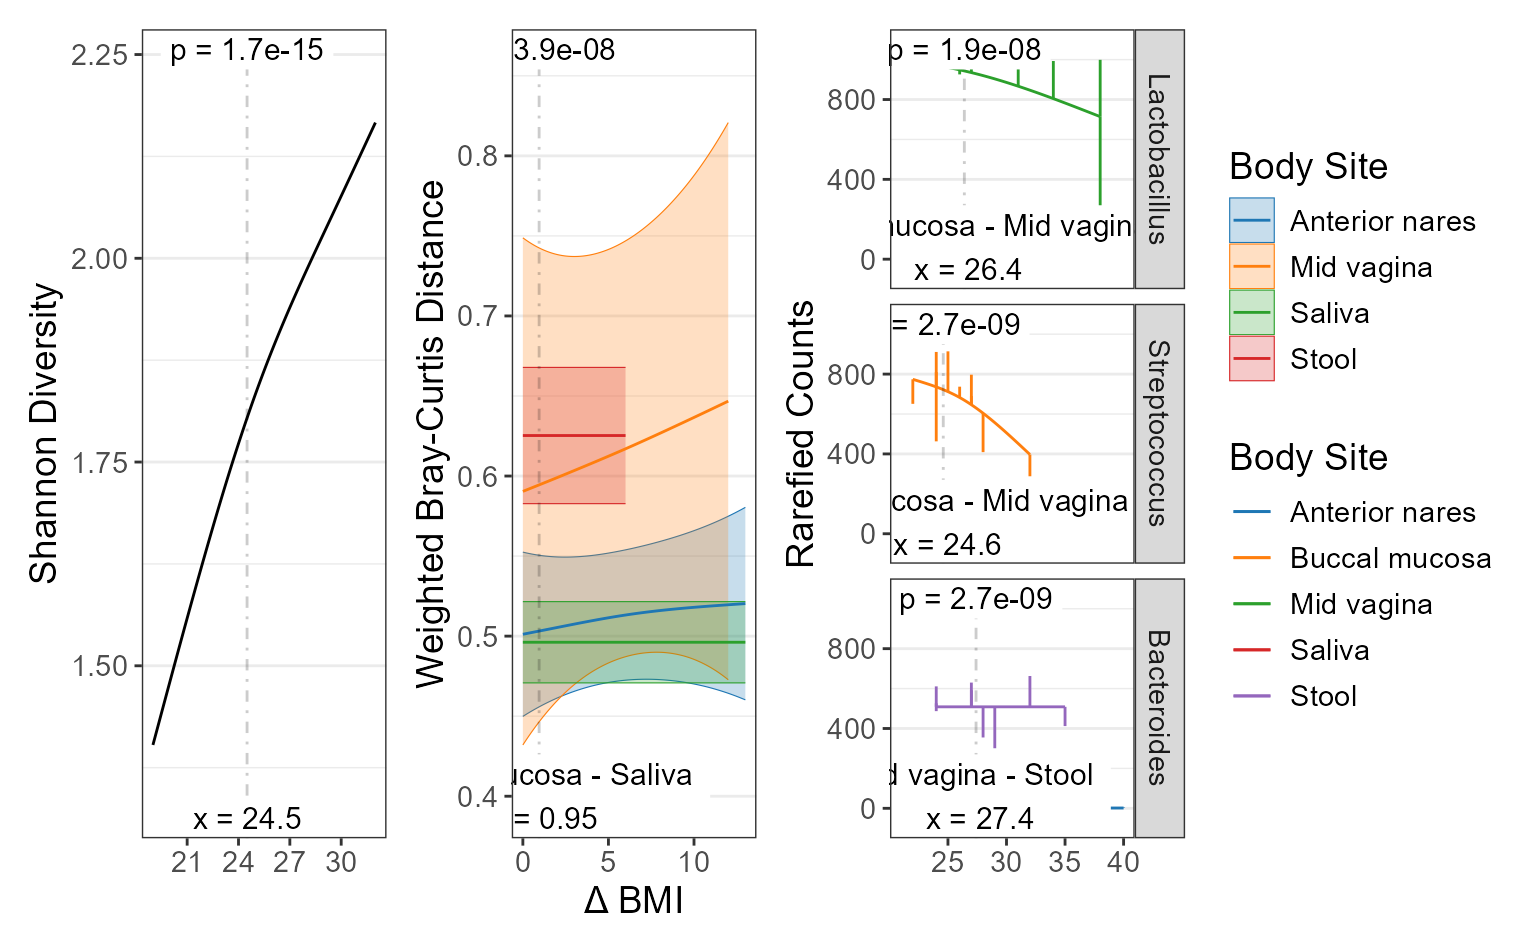 Shannon Diversity
2.25
2.00
1.75
1.50
p = 1.7e-15
x = 24.5
21 24 27 30
Weighted Bray-Curtis Distance
0.8
0.7
0.6
0.5
0.4
3.9e-08
ucosa - Saliva
= 0.95
0 5 10
Δ BMI
Rarefied Counts
p = 1.9e-08
800
400
0
mucosa - Mid vagin
x = 26.4
Lactobacillus
= 2.7e-09
800
400
0
cosa - Mid vagina
x = 24.6
Streptococcus
p = 2.7e-09
800
400
0
d vagina - Stool
x = 27.4
Bacteroides
25 30 35 40
Body Site
Anterior nares
Mid vagina
Saliva
Stool
Body Site
Anterior nares
Buccal mucosa
Mid vagina
Saliva
Stool